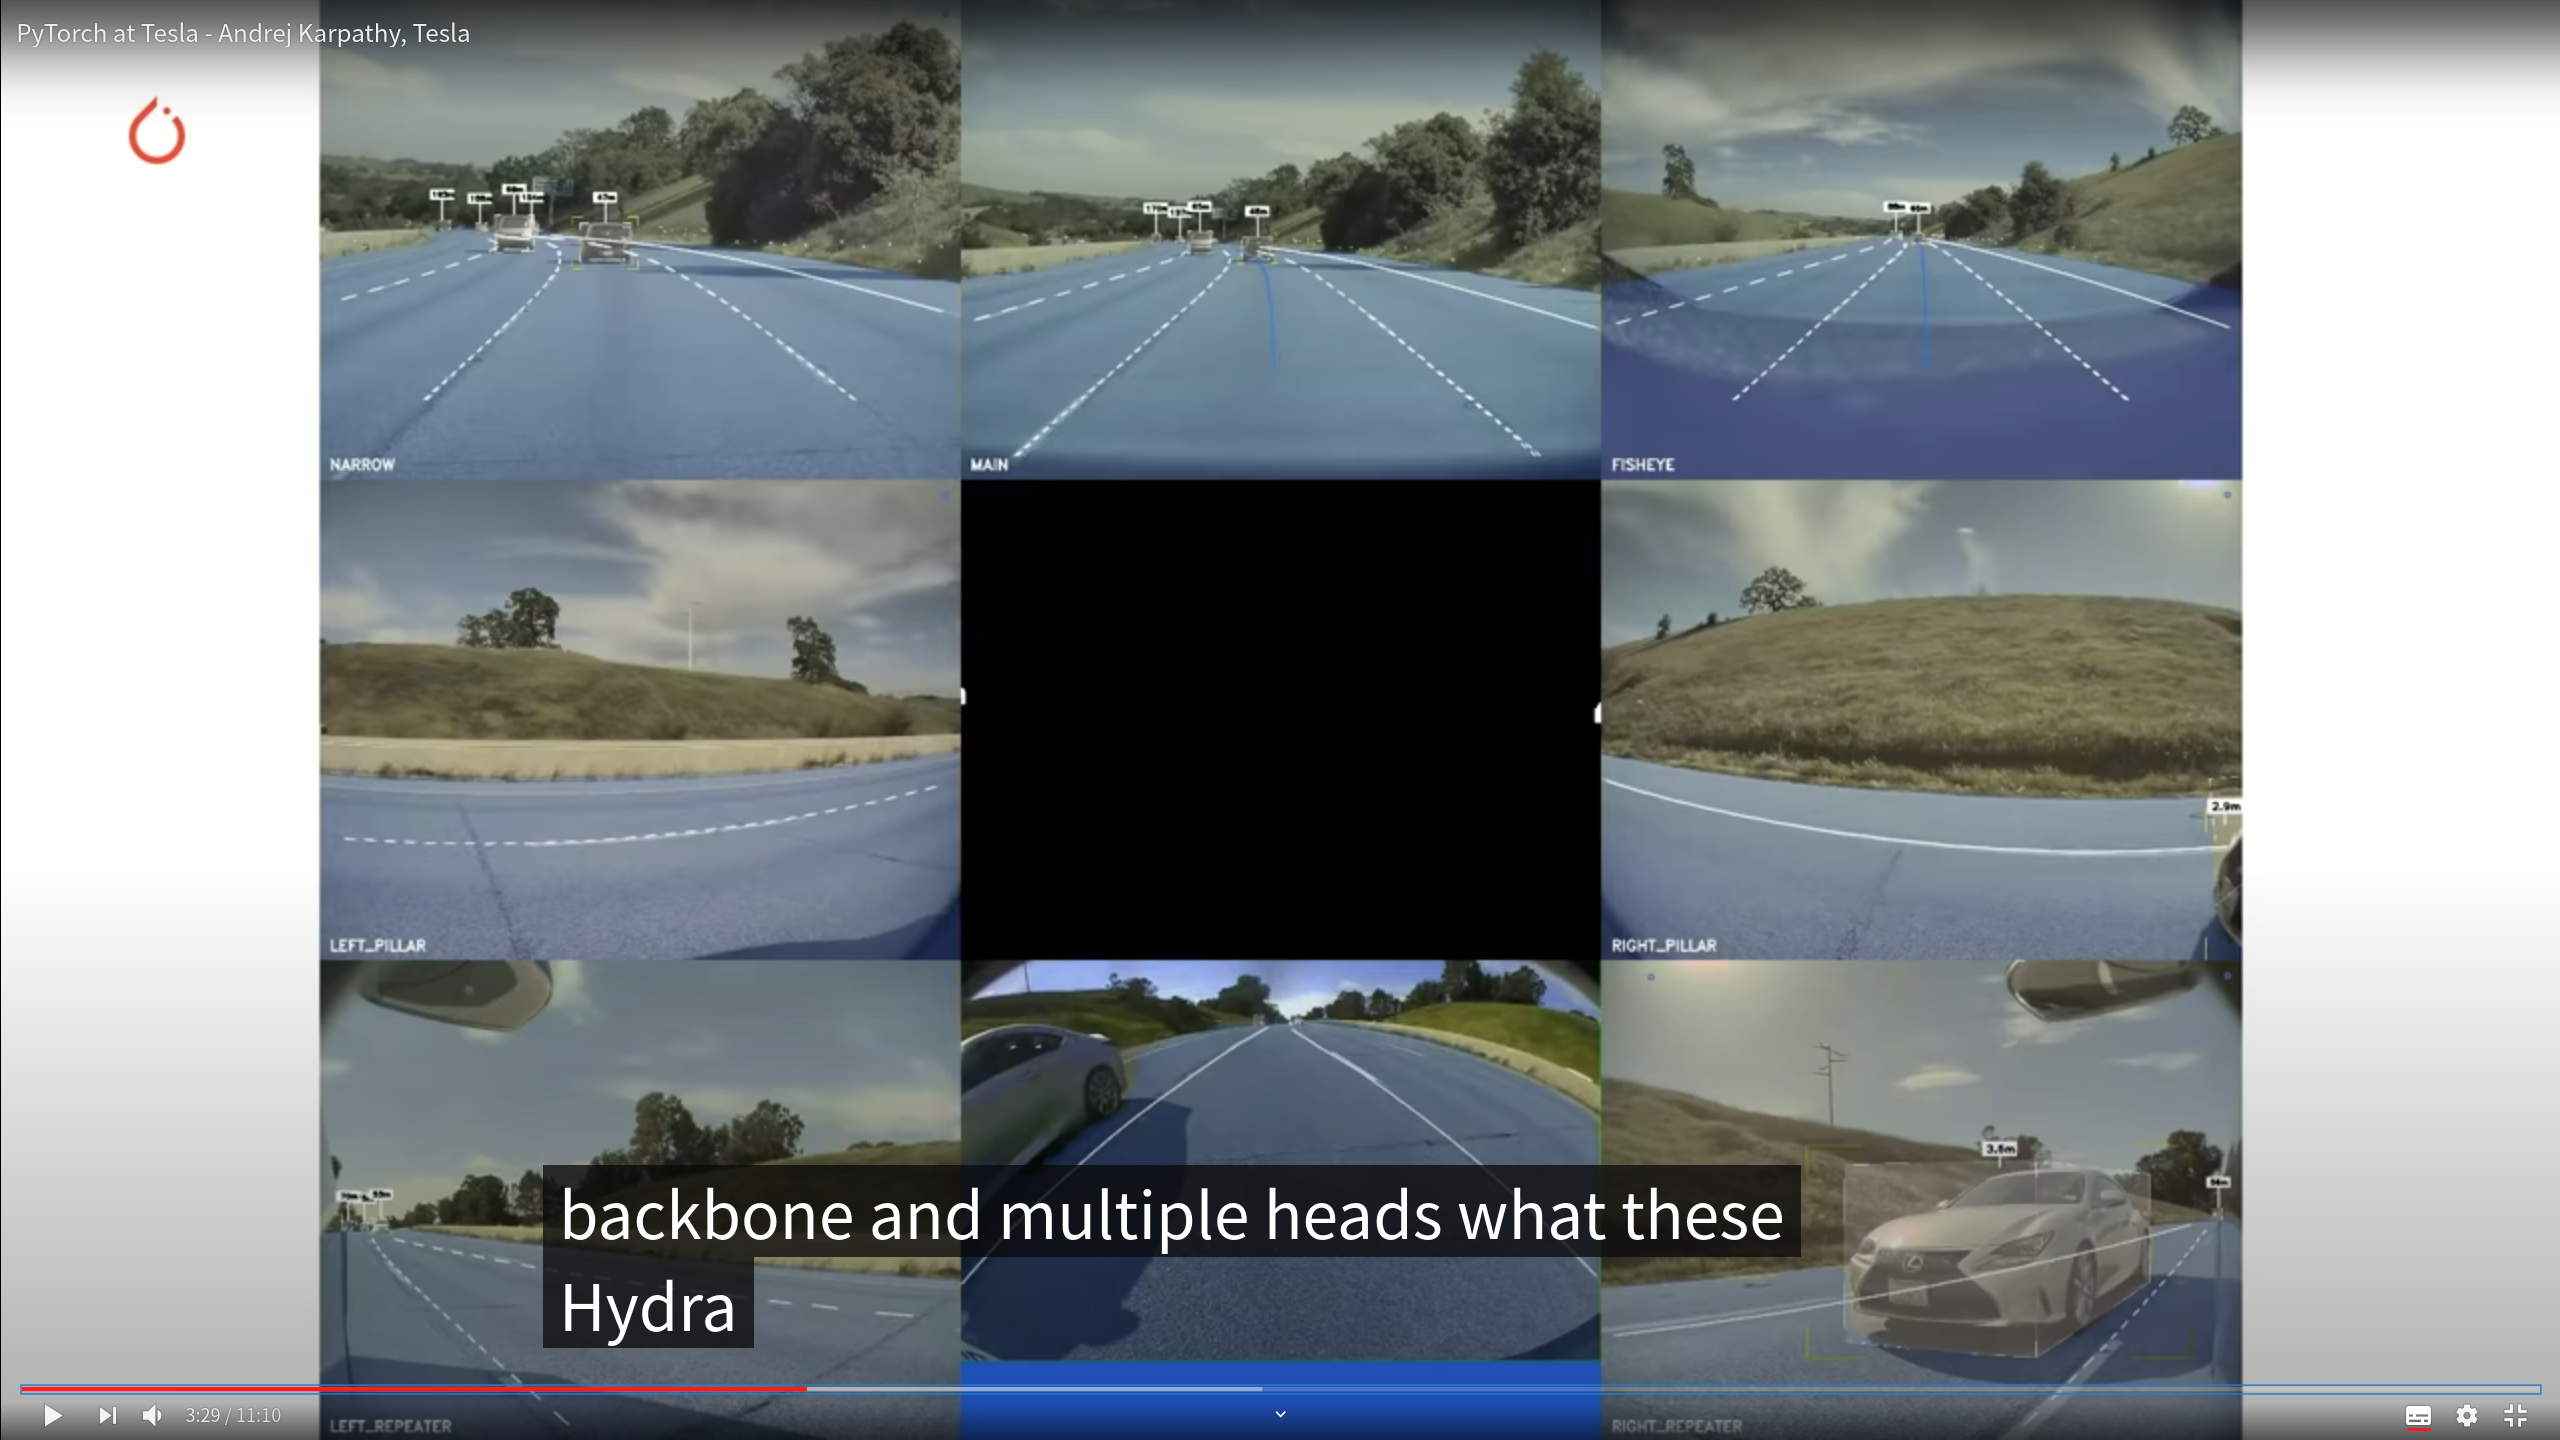 PyTorch at Tesla - Andrej Karpathy, Tesla
NARROW
MAIN
FISHEYE
LEFT_PILLAR
2.9m
RIGHT_PILLAR
3.5m
backbone and multiple heads what these
Hydra
3:29 / 11:10
LEFT_REPEATER
RIGHT_REPEATER